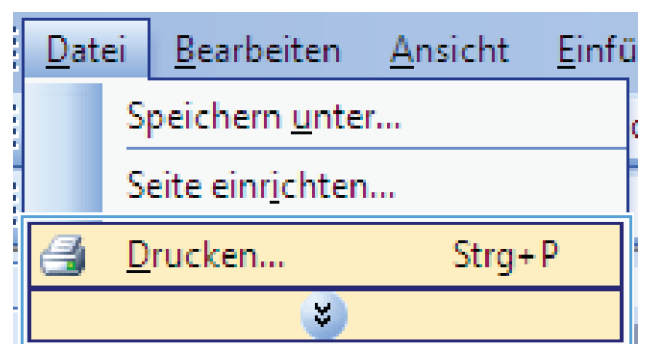 Datei Bearbeiten Ansicht
Speichern unter...
Seite einrichten...
Drucken... Strg+P